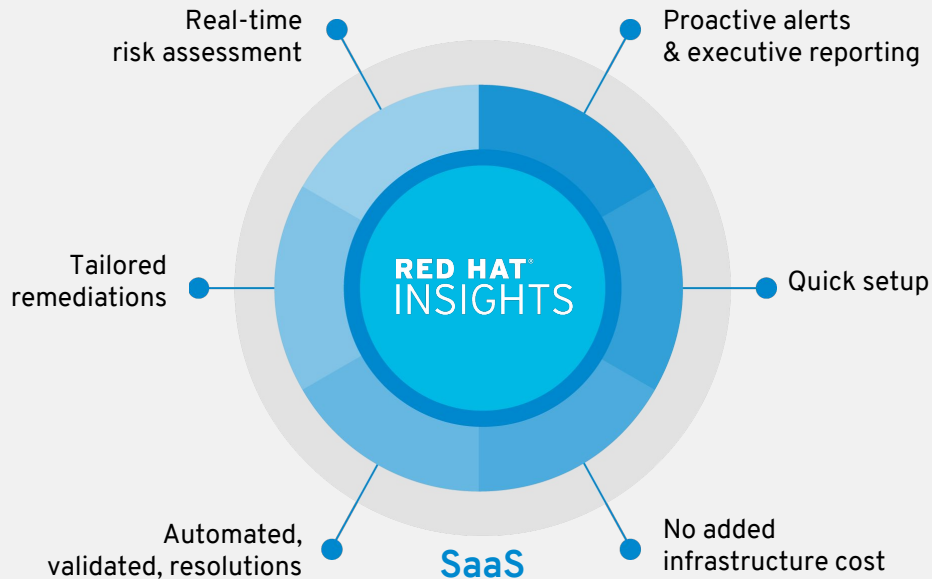 Real-time
risk assessment
Proactive alerts
& executive reporting
RED HAT®
INSIGHTS
Tailored
remediations
Quick setup
Automated,
validated, resolutions
SaaS
No added
infrastructure cost